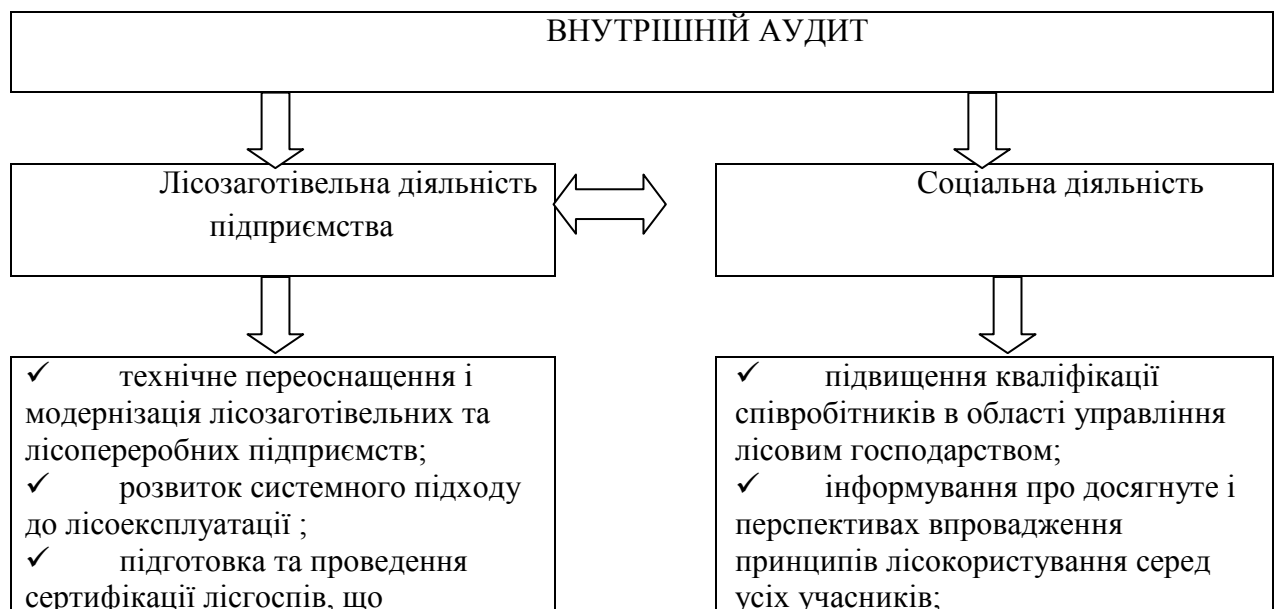 ВНУТРІШНІЙ АУДИТ
Лісозаготівельна діяльність
підприємства
Соціальна діяльність
✓ технічне переоснащення і
модернізація лісозаготівельних та
лісопереробних підприємств;
✓ розвиток системного підходу
до лісоексплуатації ;
✓ підготовка та проведення
сертифікації лісгоспів, що
✓ підвищення кваліфікації
співробітників в області управління
лісовим господарством;
✓ інформування про досягнуте і
перспективах впровадження
принципів лісокористування серед
усіх учасників;